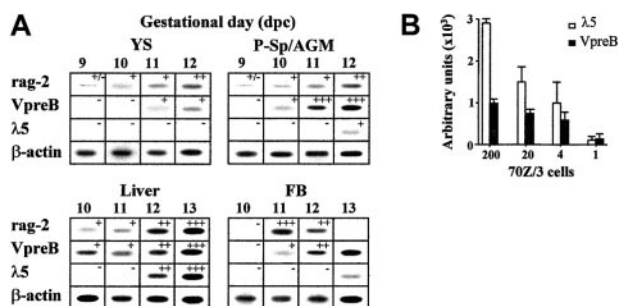 A
Gestational day (dpc)
YS
P-Sp/AGM
9 10 11 12
9 10 11 12
rag-2 +/- + + ++ +/- + + ++
VpreB - - + + - + +++ +++
λ5 - - - - - - - +
β-actin
Liver
FB
10 11 12 13
10 11 12 13
rag-2 + + ++ +++ - +++ ++
VpreB + + ++ +++ - + ++
λ5 - - ++ +++ - - -
β-actin
B
Arbitrary units (x10³)
3
2
1
0
λ5
VpreB
200 20 4 1
70Z/3 cells